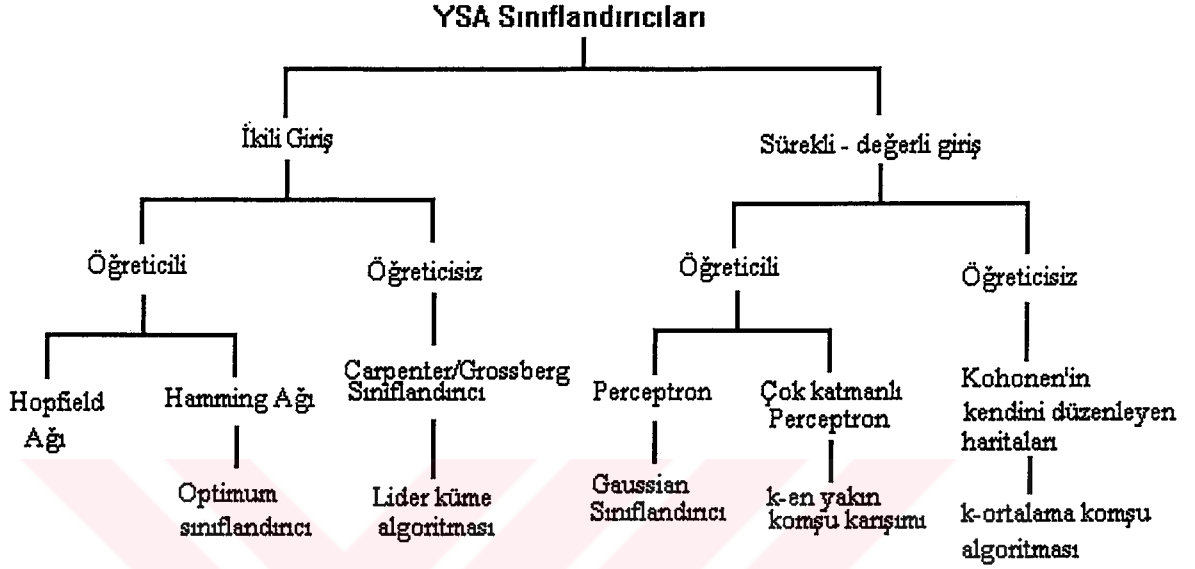 YSA Sınıflandırıcıları
İkili Giriş
Sürekli - değerli giriş
Öğreticili
Öğreticisiz
Öğreticili
Öğreticisiz
Hopfield
Ağı
Hamming Ağı
Carpenter/Grossberg
Sınıflandırıcı
Perceptron
Çok katmanlı
Perceptron
Kohonen'in
kendini düzenleyen
haritaları
Optimum
sınıflandırıcı
Lider küme
algoritması
Gaussian
Sınıflandırıcı
k-en yakın
komşu karışımı
k-ortalama komşu
algoritması